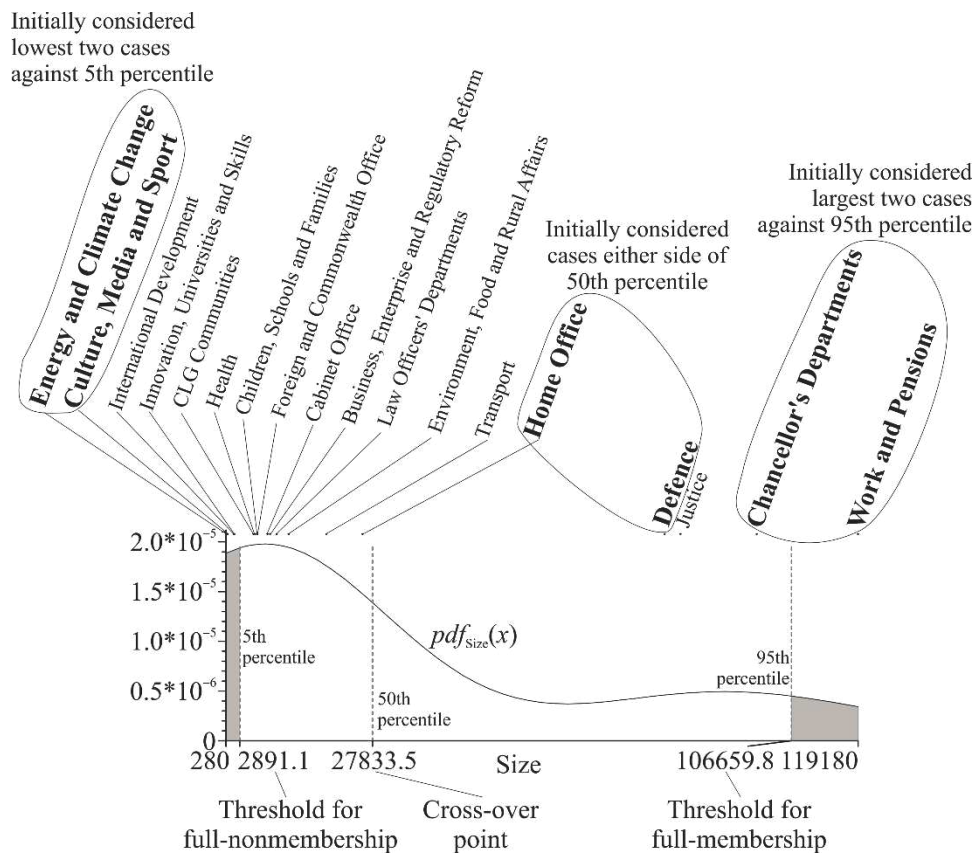 Initially considered
lowest two cases
against 5th percentile
Energy and Climate Change
Culture, Media and Sport
International Development
Innovation, Universities and Skills
CLG Communities
Health
Children, Schools and Families
Foreign and Commonwealth Office
Cabinet Office
Business, Enterprise and Regulatory Reform
Law Officers' Departments
Environment, Food and Rural Affairs
Transport
Initially considered
cases either side of
50th percentile
Home Office
Defence
Justice
Initially considered
largest two cases
against 95th percentile
Chancellor's Departments
Work and Pensions
2.0*10⁻⁵
1.5*10⁻⁵
1.0*10⁻⁵
0.5*10⁻⁶
0
5th
percentile
50th
percentile
pdf_Size(x)
95th
percentile
280 2891.1 27833.5 Size 106659.8 119180
Threshold for
full-nonmembership
Cross-over
point
Threshold for
full-membership